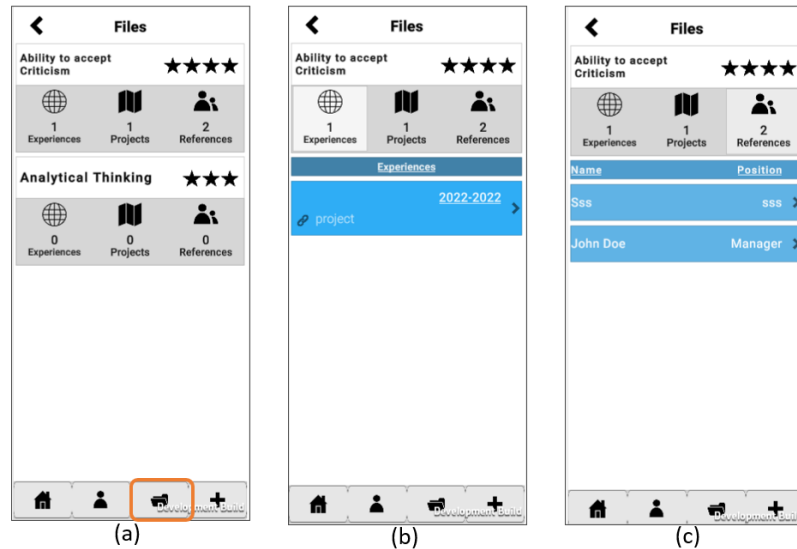 Files
Ability to accept
Criticism
1
Experiences
1
Projects
2
References
Analytical Thinking
0
Experiences
0
Projects
0
References
Development Build
(a)
Files
Ability to accept
Criticism
1
Experiences
1
Projects
2
References
Experiences
2022-2022
project
Development Build
(b)
Files
Ability to accept
Criticism
1
Experiences
1
Projects
2
References
Name Position
Sss sss
John Doe Manager
Development Build
(c)